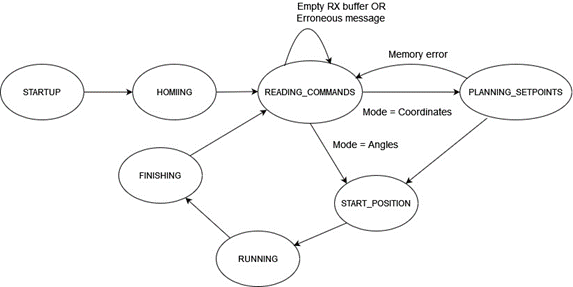 Empty RX buffer OR
Erroneous message
Memory error
STARTUP
HOMIING
READING_COMMANDS
PLANNING_SETPOINTS
Mode = Coordinates
Mode = Angles
FINISHING
START_POSITION
RUNNING